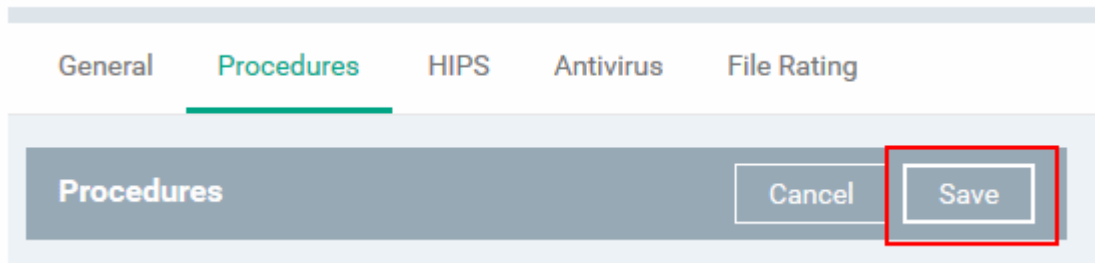 General Procedures HIPS Antivirus File Rating
Procedures Cancel Save